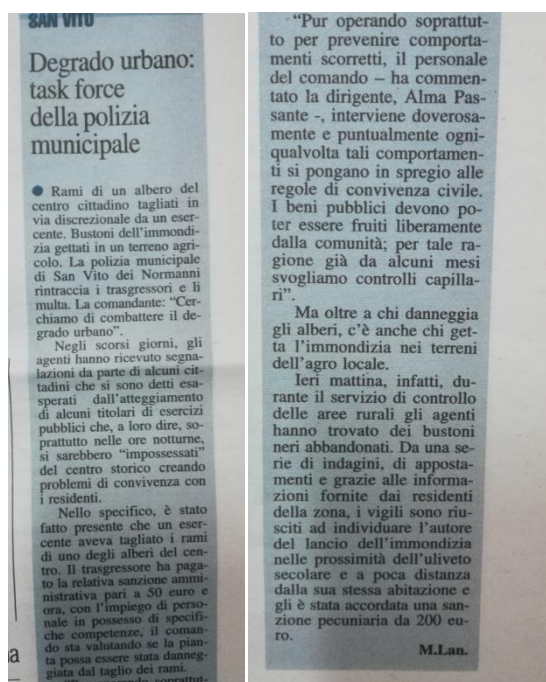 SAN VITO
Degrado urbano:
task force
della polizia
municipale
● Rami di un albero del
centro cittadino tagliati in
via discrezionale da un eser-
cente. Bustoni dell'immondi-
zia gettati in un terreno agri-
colo. La polizia municipale
di San Vito dei Normanni
rintraccia i trasgressori e li
multa. La comandante: “Cer-
chiamo di combattere il de-
grado urbano”.
Negli scorsi giorni, gli
agenti hanno ricevuto segna-
lazioni da parte di alcuni cit-
tadini che si sono detti esa-
sperati dall'atteggiamento
di alcuni titolari di esercizi
pubblici che, a loro dire, so-
prattutto nelle ore notturne,
si sarebbero “impossessati”
del centro storico creando
problemi di convivenza con
i residenti.
Nello specifico, è stato
fatto presente che un eser-
cente aveva tagliato i rami
di uno degli alberi del cen-
tro. Il trasgressore ha paga-
to la relativa sanzione ammi-
nistrativa pari a 50 euro e
ora, con l'impiego di perso-
nale in possesso di specifi-
che competenze, il coman-
do sta valutando se la pian-
ta possa essere stata danneg-
giata dal taglio dei rami.
“Pur operando soprattut-
to per prevenire comporta-
menti scorretti, il personale
del comando – ha commen-
tato la dirigente, Alma Pas-
sante -, interviene doverosa-
mente e puntualmente ogni-
qualvolta tali comportamen-
ti si pongano in spregio alle
regole di convivenza civile.
I beni pubblici devono po-
ter essere fruiti liberamente
dalla comunità; per tale ra-
gione già da alcuni mesi
svogliamo controlli capilla-
ri”.
Ma oltre a chi danneggia
gli alberi, c'è anche chi get-
ta l'immondizia nei terreni
dell'agro locale.
Ieri mattina, infatti, du-
rante il servizio di controllo
delle aree rurali gli agenti
hanno trovato dei bustoni
neri abbandonati. Da una se-
rie di indagini, di apposta-
menti e grazie alle informa-
zioni fornite dai residenti
della zona, i vigili sono riu-
sciti ad individuare l'autore
del lancio dell'immondizia
nelle prossimità dell'uliveto
secolare e a poca distanza
dalla sua stessa abitazione e
gli è stata accordata una san-
zione pecuniaria da 200 eu-
ro.
M.Lan.